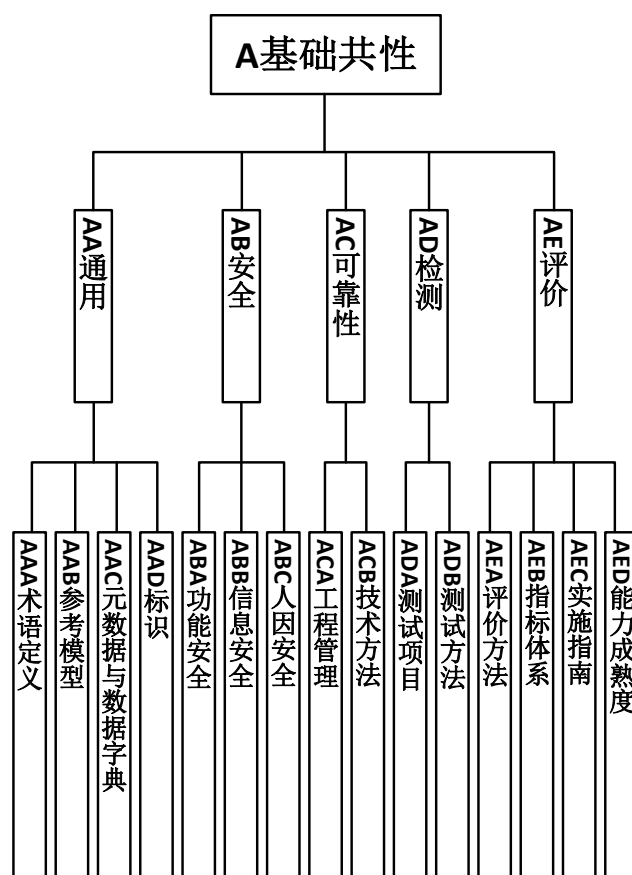 A基础共性
AA通用
AB安全
AC可靠性
AD检测
AE评价
AAA术语定义
AAB参考模型
AAC元数据与数据字典
AAD标识
ABA功能安全
ABB信息安全
ABC人因安全
ACA工程管理
ACB技术方法
ADA测试项目
ADB测试方法
AEA评价方法
AEB指标体系
AEC实施指南
AED能力成熟度